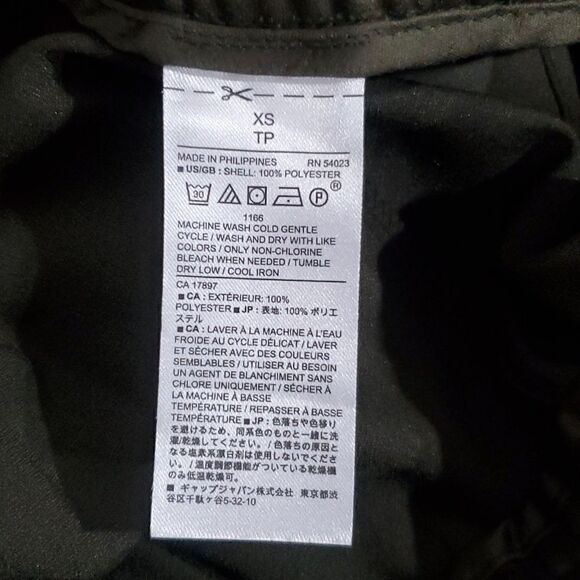 XS
TP
MADE IN PHILIPPINES RN 54023
■ US/GB : SHELL: 100% POLYESTER
30 P ®
1166
MACHINE WASH COLD GENTLE
CYCLE / WASH AND DRY WITH LIKE
COLORS / ONLY NON-CHLORINE
BLEACH WHEN NEEDED / TUMBLE
DRY LOW / COOL IRON
CA 17897
■ CA : EXTÉRIEUR: 100%
POLYESTER ■ JP : 表地: 100% ポリエ
ステル
■ CA : LAVER À LA MACHINE À L'EAU
FROIDE AU CYCLE DÉLICAT / LAVER
ET SÉCHER AVEC DES COULEURS
SEMBLABLES / UTILISER AU BESOIN
UN AGENT DE BLANCHIMENT SANS
CHLORE UNIQUEMENT / SÉCHER À
LA MACHINE À BASSE
TEMPÉRATURE / REPASSER À BASSE
TEMPÉRATURE ■ JP : 色落ちや色移り
を避けるため、同系色のものと一緒に洗
濯/乾燥してください。/ 色落ちの原因と
なる塩素系漂白剤は使用しないでくださ
い。/ 温度調節機能がついている乾燥機
のみ低温乾燥可。
■ ギャップジャパン株式会社 東京都渋
谷区千駄ヶ谷5-32-10